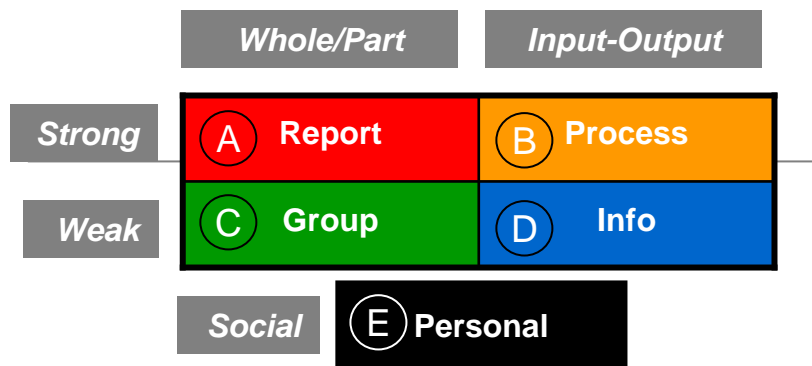 Whole/Part Input-Output
Strong A Report B Process
Weak C Group D Info
Social E Personal